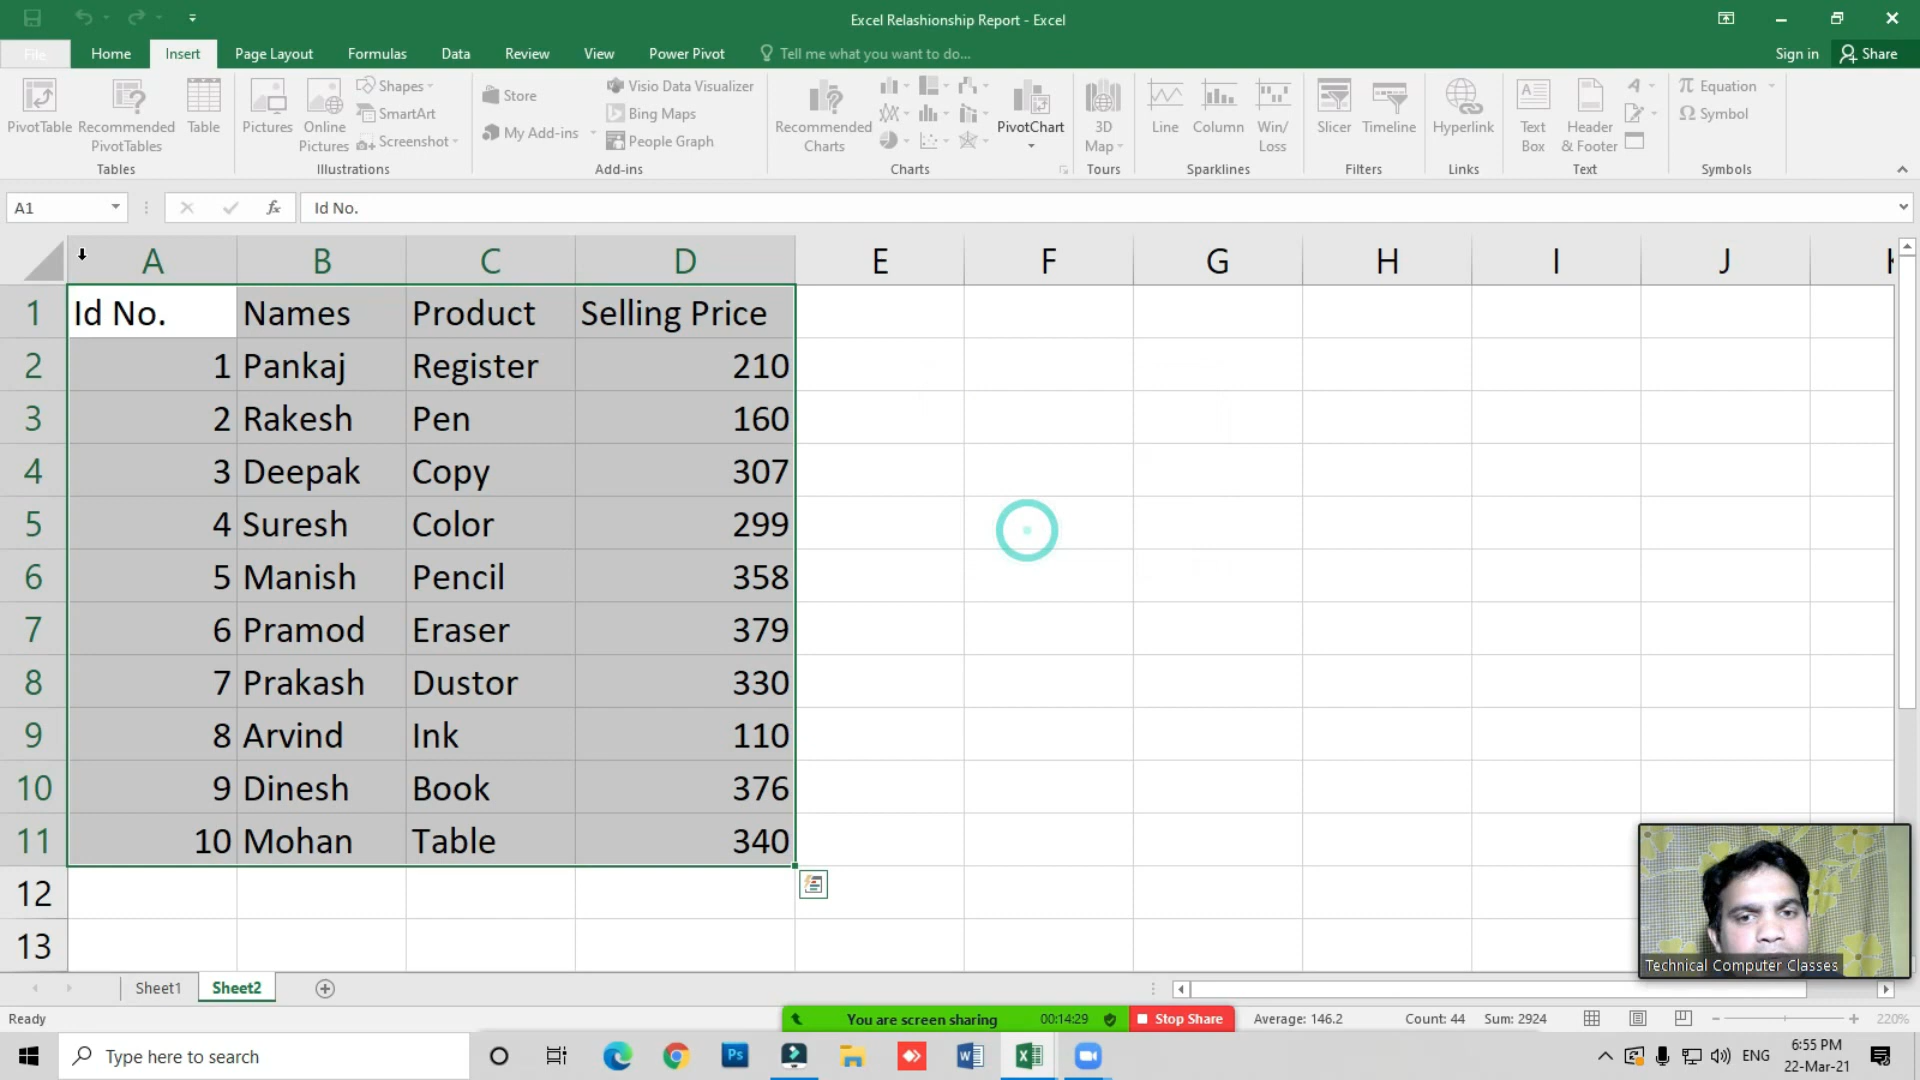 Excel Relashionship Report - Excel
File Home Insert Page Layout Formulas Data Review View Power Pivot Tell me what you want to do... Sign in Share
PivotTable Recommended PivotTables Table
Tables
Pictures Online Pictures Shapes SmartArt Screenshot
Illustrations
Store My Add-ins Visio Data Visualizer Bing Maps People Graph
Add-ins
Recommended Charts PivotChart
Charts
3D Map
Tours
Line Column Win/ Loss
Sparklines
Slicer Timeline
Filters
Hyperlink
Links
Text Box Header & Footer
Text
Equation Symbol
Symbols
A1 fx Id No.
A B C D E F G H I J
1 Id No. Names Product Selling Price
2 1 Pankaj Register 210
3 2 Rakesh Pen 160
4 3 Deepak Copy 307
5 4 Suresh Color 299
6 5 Manish Pencil 358
7 6 Pramod Eraser 379
8 7 Prakash Dustor 330
9 8 Arvind Ink 110
10 9 Dinesh Book 376
11 10 Mohan Table 340
12
13
Technical Computer Classes
Sheet1 Sheet2
Ready You are screen sharing 00:14:29 Stop Share Average: 146.2 Count: 44 Sum: 2924 220%
Type here to search Ps ENG 6:55 PM
22-Mar-21